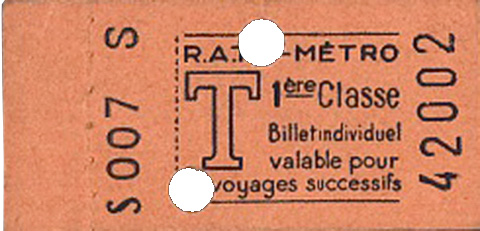 S 007 S
R.A. -MÉTRO
T
1ère Classe
Billet individuel
valable pour
voyages successifs
42002